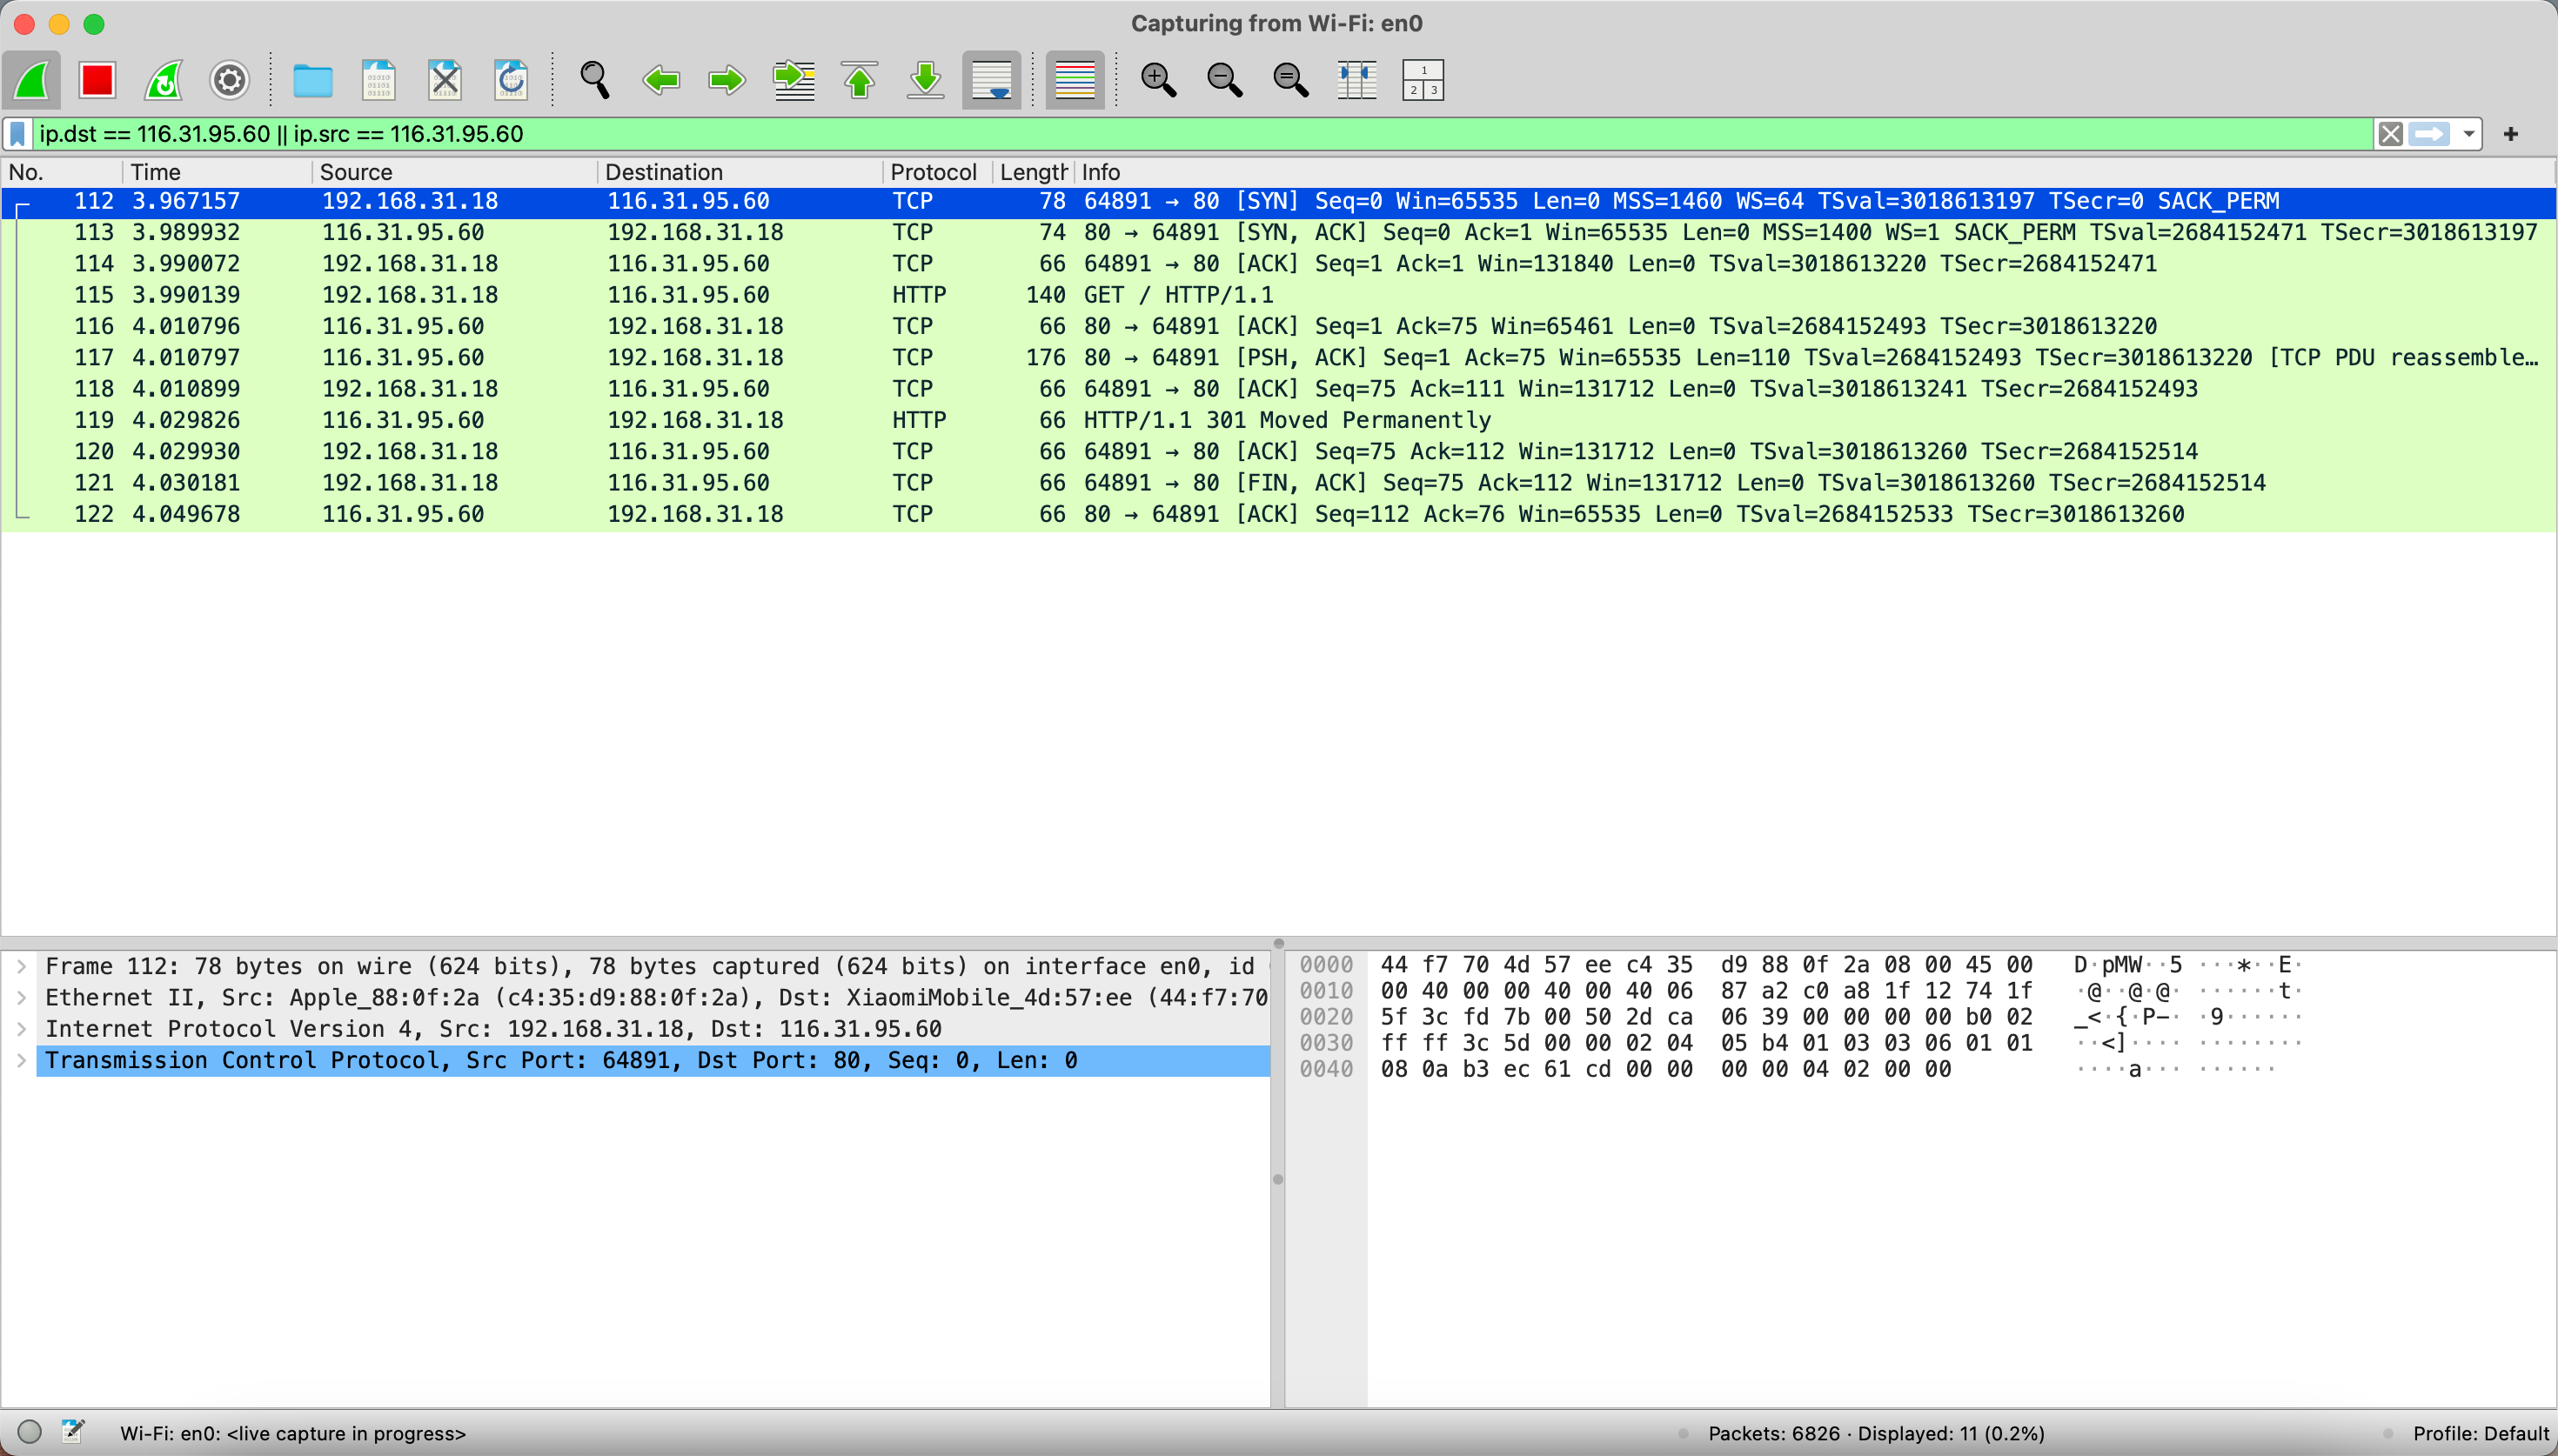 Capturing from Wi-Fi: en0
ip.dst == 116.31.95.60 || ip.src == 116.31.95.60
No. Time Source Destination Protocol Length Info
112 3.967157 192.168.31.18 116.31.95.60 TCP 78 64891 → 80 [SYN] Seq=0 Win=65535 Len=0 MSS=1460 WS=64 TSval=3018613197 TSecr=0 SACK_PERM
113 3.989932 116.31.95.60 192.168.31.18 TCP 74 80 → 64891 [SYN, ACK] Seq=0 Ack=1 Win=65535 Len=0 MSS=1400 WS=1 SACK_PERM TSval=2684152471 TSecr=3018613197
114 3.990072 192.168.31.18 116.31.95.60 TCP 66 64891 → 80 [ACK] Seq=1 Ack=1 Win=131840 Len=0 TSval=3018613220 TSecr=2684152471
115 3.990139 192.168.31.18 116.31.95.60 HTTP 140 GET / HTTP/1.1
116 4.010796 116.31.95.60 192.168.31.18 TCP 66 80 → 64891 [ACK] Seq=1 Ack=75 Win=65461 Len=0 TSval=2684152493 TSecr=3018613220
117 4.010797 116.31.95.60 192.168.31.18 TCP 176 80 → 64891 [PSH, ACK] Seq=1 Ack=75 Win=65535 Len=110 TSval=2684152493 TSecr=3018613220 [TCP PDU reassemble…
118 4.010899 192.168.31.18 116.31.95.60 TCP 66 64891 → 80 [ACK] Seq=75 Ack=111 Win=131712 Len=0 TSval=3018613241 TSecr=2684152493
119 4.029826 116.31.95.60 192.168.31.18 HTTP 66 HTTP/1.1 301 Moved Permanently
120 4.029930 192.168.31.18 116.31.95.60 TCP 66 64891 → 80 [ACK] Seq=75 Ack=112 Win=131712 Len=0 TSval=3018613260 TSecr=2684152514
121 4.030181 192.168.31.18 116.31.95.60 TCP 66 64891 → 80 [FIN, ACK] Seq=75 Ack=112 Win=131712 Len=0 TSval=3018613260 TSecr=2684152514
122 4.049678 116.31.95.60 192.168.31.18 TCP 66 80 → 64891 [ACK] Seq=112 Ack=76 Win=65535 Len=0 TSval=2684152533 TSecr=3018613260
Frame 112: 78 bytes on wire (624 bits), 78 bytes captured (624 bits) on interface en0, id
Ethernet II, Src: Apple_88:0f:2a (c4:35:d9:88:0f:2a), Dst: XiaomiMobile_4d:57:ee (44:f7:70
Internet Protocol Version 4, Src: 192.168.31.18, Dst: 116.31.95.60
Transmission Control Protocol, Src Port: 64891, Dst Port: 80, Seq: 0, Len: 0
0000 44 f7 70 4d 57 ee c4 35 d9 88 0f 2a 08 00 45 00 D·pMW··5 ···*··E·
0010 00 40 00 00 40 00 40 06 87 a2 c0 a8 1f 12 74 1f ·@··@·@· ······t·
0020 5f 3c fd 7b 00 50 2d ca 06 39 00 00 00 00 b0 02 _<·{·P-· ·9······
0030 ff ff 3c 5d 00 00 02 04 05 b4 01 03 03 06 01 01 ··<]···· ········
0040 08 0a b3 ec 61 cd 00 00 00 00 04 02 00 00 ····a··· ······
Wi-Fi: en0: <live capture in progress>
Packets: 6826 · Displayed: 11 (0.2%)
Profile: Default